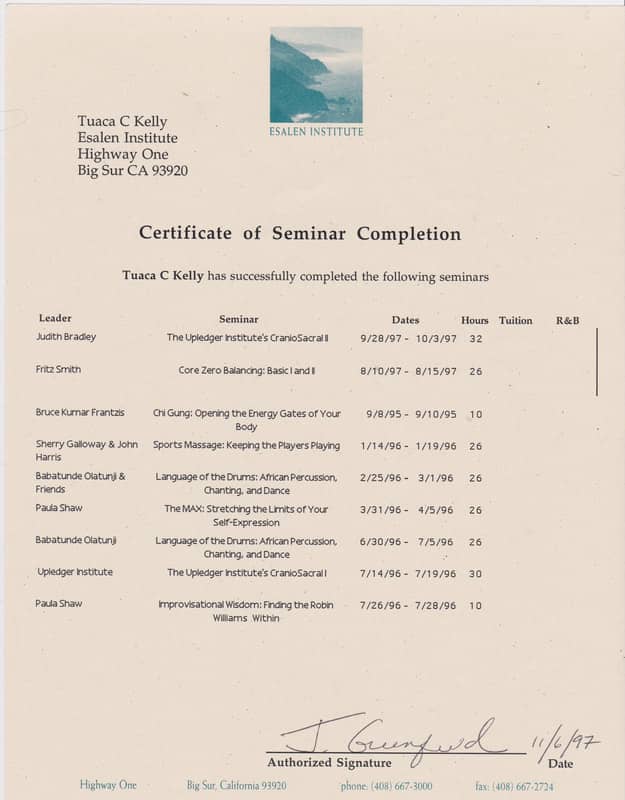 ESALEN INSTITUTE
Tuaca C Kelly
Esalen Institute
Highway One
Big Sur CA 93920
Certificate of Seminar Completion
Tuaca C Kelly has successfully completed the following seminars
Leader Seminar Dates Hours Tuition R&B
Judith Bradley The Upledger Institute's CranioSacral II 9/28/97 - 10/3/97 32
Fritz Smith Core Zero Balancing: Basic I and II 8/10/97 - 8/15/97 26
Bruce Kumar Frantzis Chi Gung: Opening the Energy Gates of Your 9/8/95 - 9/10/95 10
Body
Sherry Galloway & John Sports Massage: Keeping the Players Playing 1/14/96 - 1/19/96 26
Harris
Babatunde Olatunji & Language of the Drums: African Percussion, 2/25/96 - 3/1/96 26
Friends Chanting, and Dance
Paula Shaw The MAX: Stretching the Limits of Your 3/31/96 - 4/5/96 26
Self-Expression
Babatunde Olatunji Language of the Drums: African Percussion, 6/30/96 - 7/5/96 26
Chanting, and Dance
Upledger Institute The Upledger Institute's CranioSacral I 7/14/96 - 7/19/96 30
Paula Shaw Improvisational Wisdom: Finding the Robin 7/26/96 - 7/28/96 10
Williams Within
11/6/97
Authorized Signature Date
Highway One Big Sur, California 93920 phone: (408) 667-3000 fax: (408) 667-2724